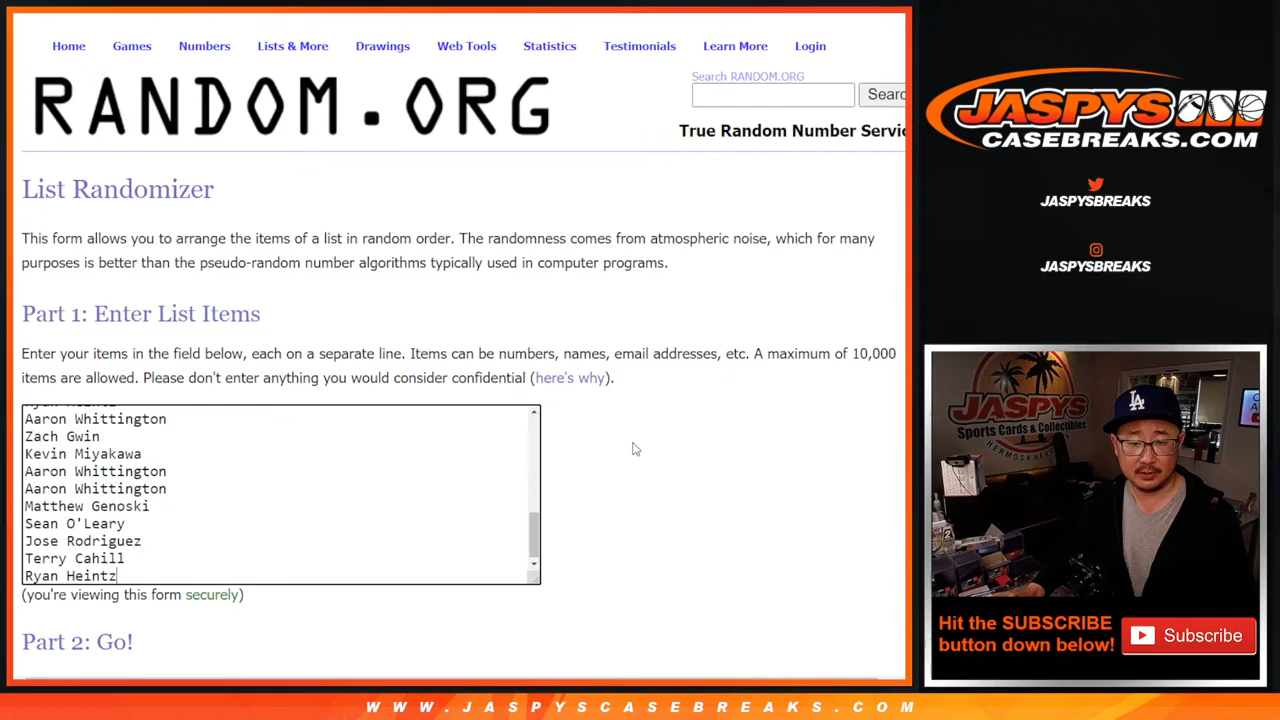 Home Games Numbers Lists & More Drawings Web Tools Statistics Testimonials Learn More Login
RANDOM.ORG
Search RANDOM.ORG
Searc
True Random Number Servic
List Randomizer
This form allows you to arrange the items of a list in random order. The randomness comes from atmospheric noise, which for many
purposes is better than the pseudo-random number algorithms typically used in computer programs.
Part 1: Enter List Items
Enter your items in the field below, each on a separate line. Items can be numbers, names, email addresses, etc. A maximum of 10,000
items are allowed. Please don't enter anything you would consider confidential (here's why).
Aaron Whittington
Zach Gwin
Kevin Miyakawa
Aaron Whittington
Aaron Whittington
Matthew Genoski
Sean O'Leary
Jose Rodriguez
Terry Cahill
Ryan Heintz
(you're viewing this form securely)
Part 2: Go!
JASPYS
CASEBREAKS.COM
JASPYSBREAKS
JASPYSBREAKS
JASPYS
Sports Cards & Collectibles
HERMOSA BEACH
LA
Hit the SUBSCRIBE
button down below!
Subscribe
WWW.JASPYSCASEBREAKS.COM